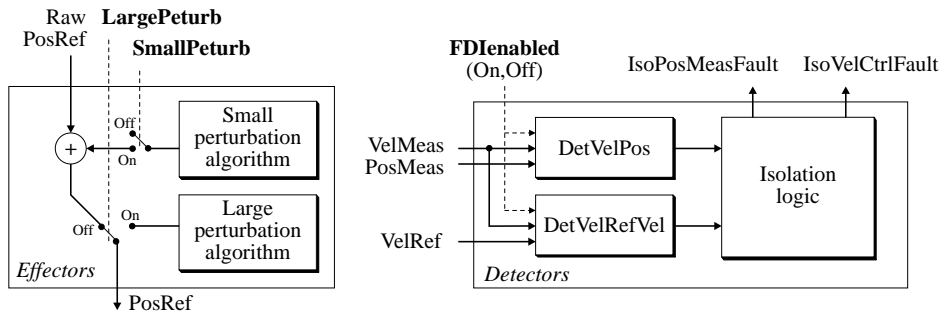 Raw
PosRef
LargePeturb
SmallPeturb
Off
On
+
Small
perturbation
algorithm
Off
On
Large
perturbation
algorithm
Effectors
PosRef
FDIenabled
(On,Off)
IsoPosMeasFault
IsoVelCtrlFault
VelMeas
PosMeas
DetVelPos
Isolation
logic
VelRef
DetVelRefVel
Detectors